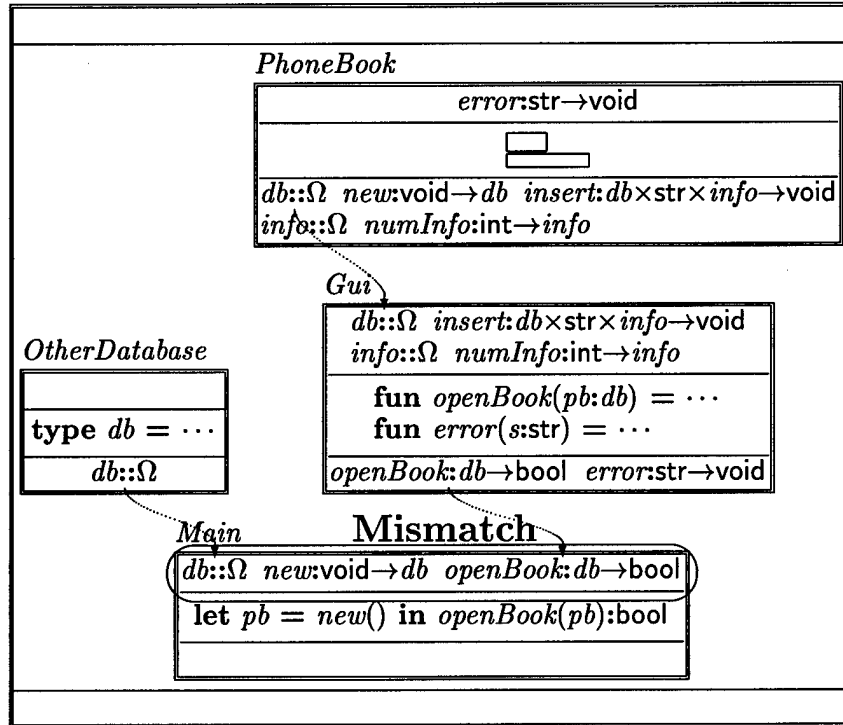 PhoneBook
error:str→void
db::Ω new:void→db insert:db×str×info→void
info::Ω numInfo:int→info
Gui
db::Ω insert:db×str×info→void
info::Ω numInfo:int→info
fun openBook(pb:db) = ⋯
fun error(s:str) = ⋯
openBook:db→bool error:str→void
OtherDatabase
type db = ⋯
db::Ω
Mismatch
Main
db::Ω new:void→db openBook:db→bool
let pb = new() in openBook(pb):bool